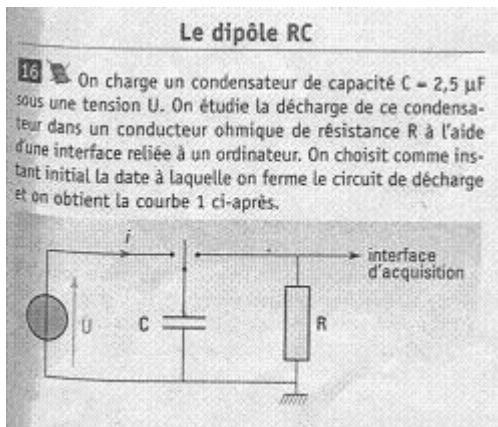 Le dipôle RC
16 On charge un condensateur de capacité C = 2,5 µF
sous une tension U. On étudie la décharge de ce condensa-
teur dans un conducteur ohmique de résistance R à l'aide
d'une interface reliée à un ordinateur. On choisit comme ins-
tant initial la date à laquelle on ferme le circuit de décharge
et on obtient la courbe 1 ci-après.
i
interface
d'acquisition
U
C
R